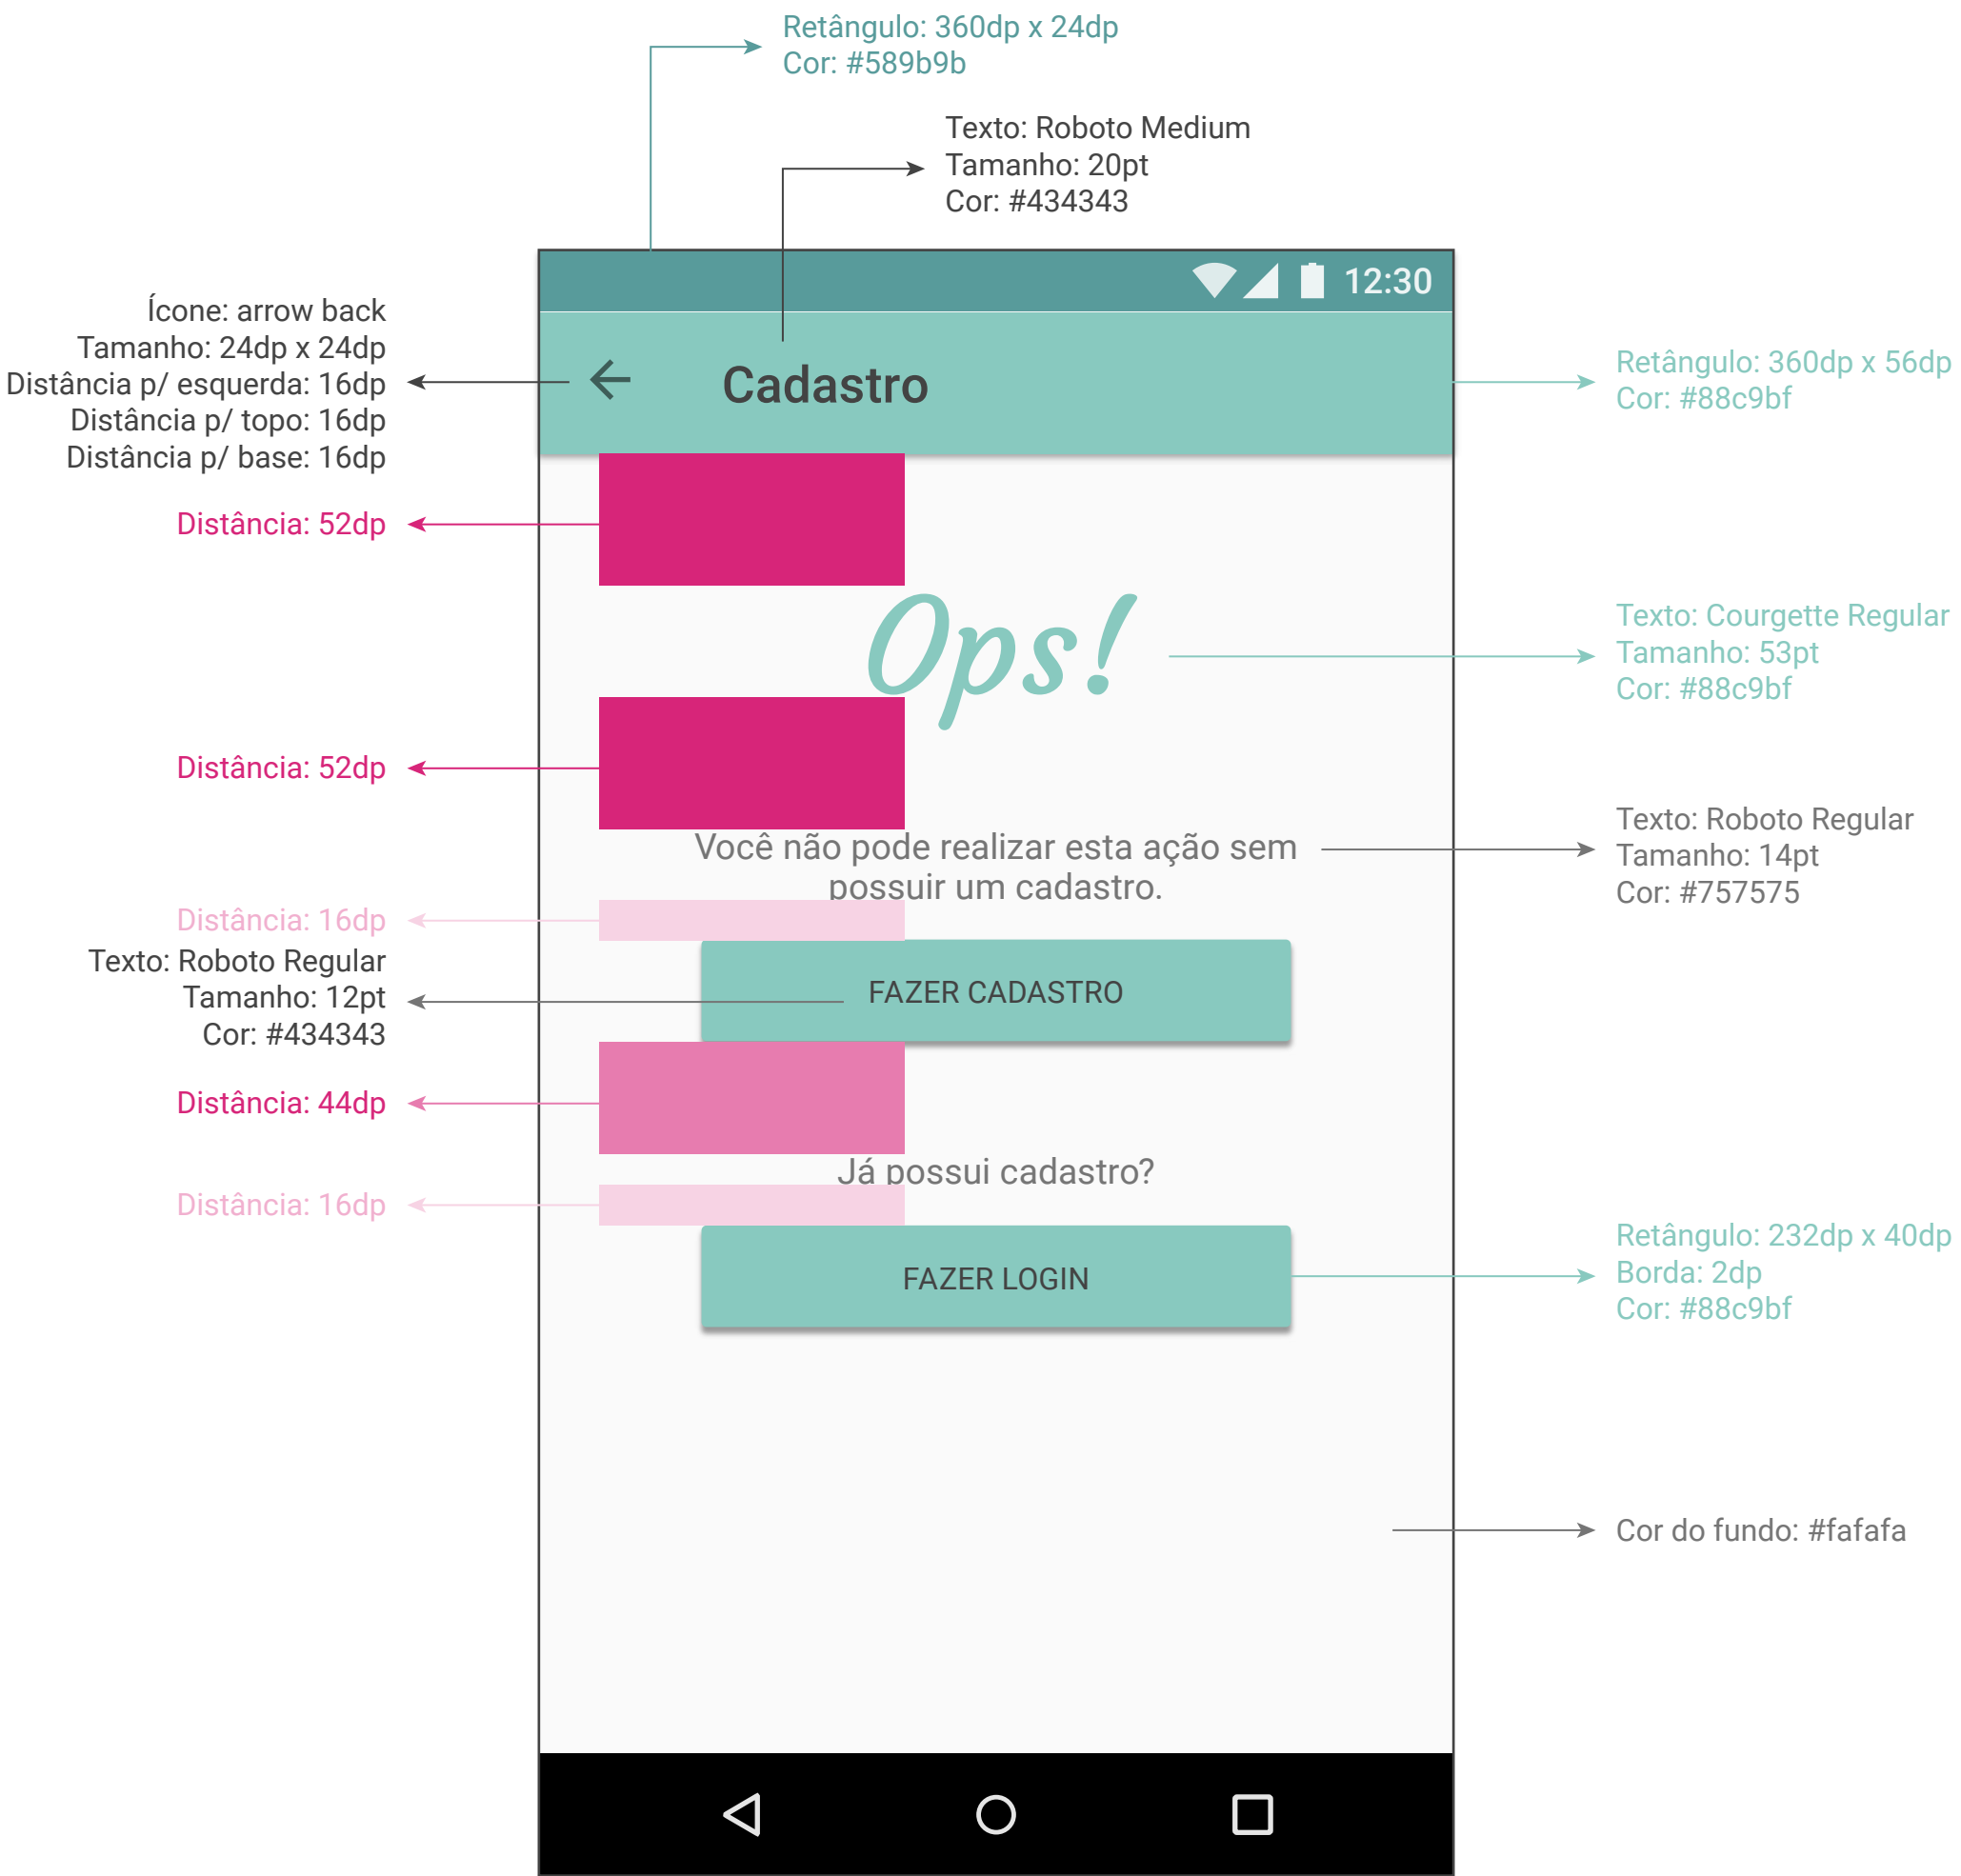 Retângulo: 360dp x 24dp
Cor: #589b9b
Texto: Roboto Medium
Tamanho: 20pt
Cor: #434343
12:30
Ícone: arrow back
Tamanho: 24dp x 24dp
Distância p/ esquerda: 16dp
Distância p/ topo: 16dp
Distância p/ base: 16dp
Cadastro
Retângulo: 360dp x 56dp
Cor: #88c9bf
Distância: 52dp
Ops!
Texto: Courgette Regular
Tamanho: 53pt
Cor: #88c9bf
Distância: 52dp
Você não pode realizar esta ação sem
possuir um cadastro.
Texto: Roboto Regular
Tamanho: 14pt
Cor: #757575
Distância: 16dp
Texto: Roboto Regular
Tamanho: 12pt
Cor: #434343
FAZER CADASTRO
Distância: 44dp
Já possui cadastro?
Distância: 16dp
FAZER LOGIN
Retângulo: 232dp x 40dp
Borda: 2dp
Cor: #88c9bf
Cor do fundo: #fafafa